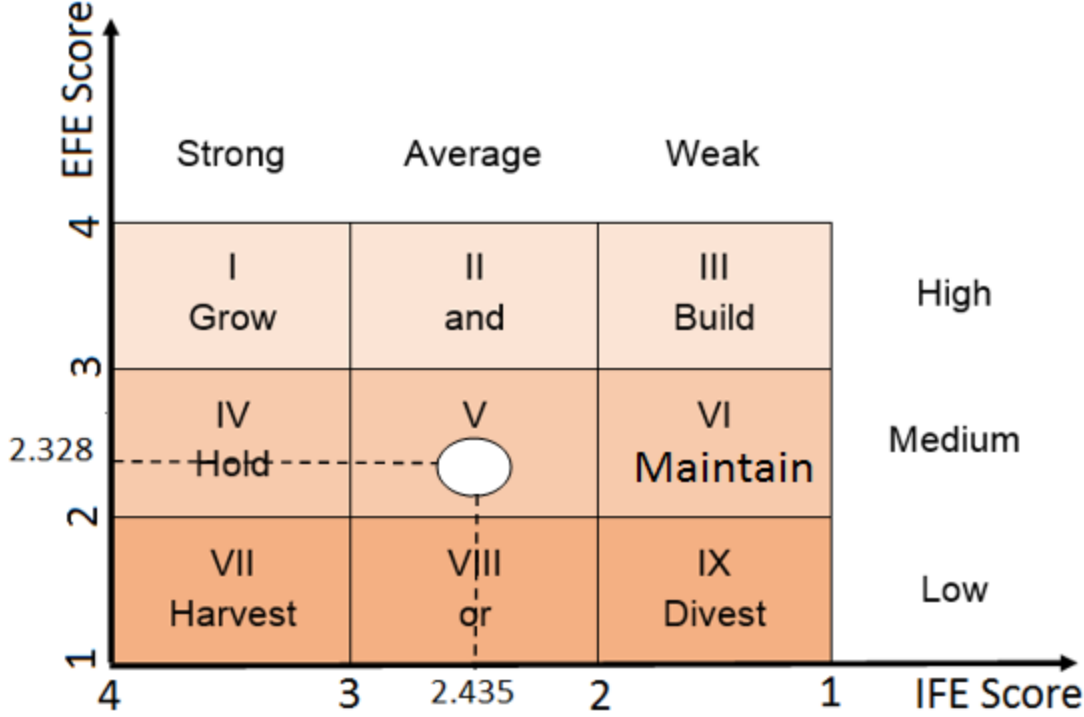 EFE Score
Strong Average Weak
4
I II III
Grow and Build
High
3
IV V VI
Hold Maintain
Medium
2.328
2
VII VIII IX
Harvest or Divest
Low
1
4 3 2.435 2 1 IFE Score